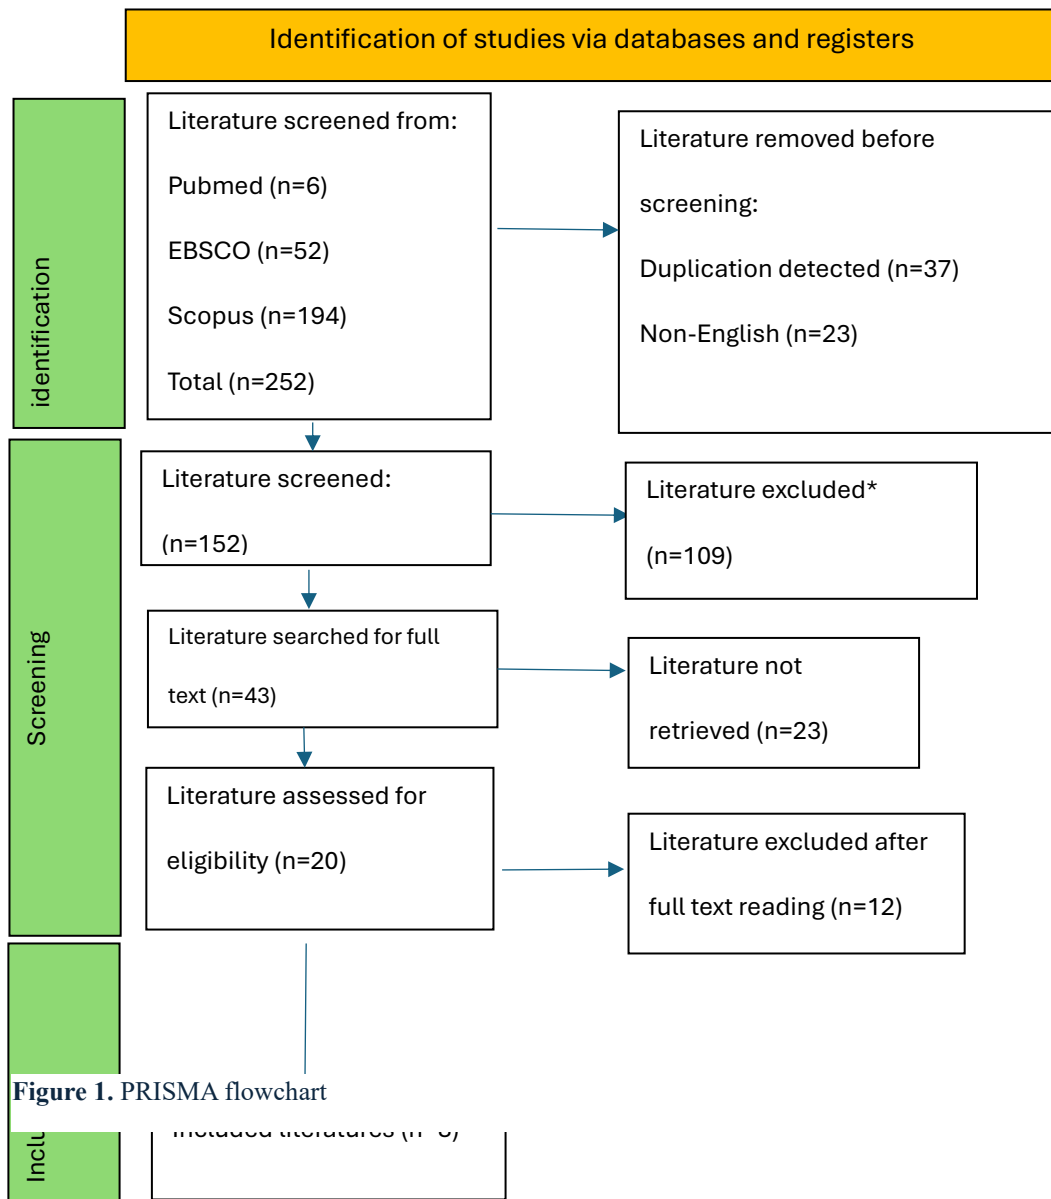 Identification of studies via databases and registers
identification
Literature screened from:
Pubmed (n=6)
EBSCO (n=52)
Scopus (n=194)
Total (n=252)
Literature removed before
screening:
Duplication detected (n=37)
Non-English (n=23)
Screening
Literature screened:
(n=152)
Literature excluded*
(n=109)
Literature searched for full
text (n=43)
Literature not
retrieved (n=23)
Literature assessed for
eligibility (n=20)
Literature excluded after
full text reading (n=12)
Figure 1. PRISMA flowchart
Included literatures